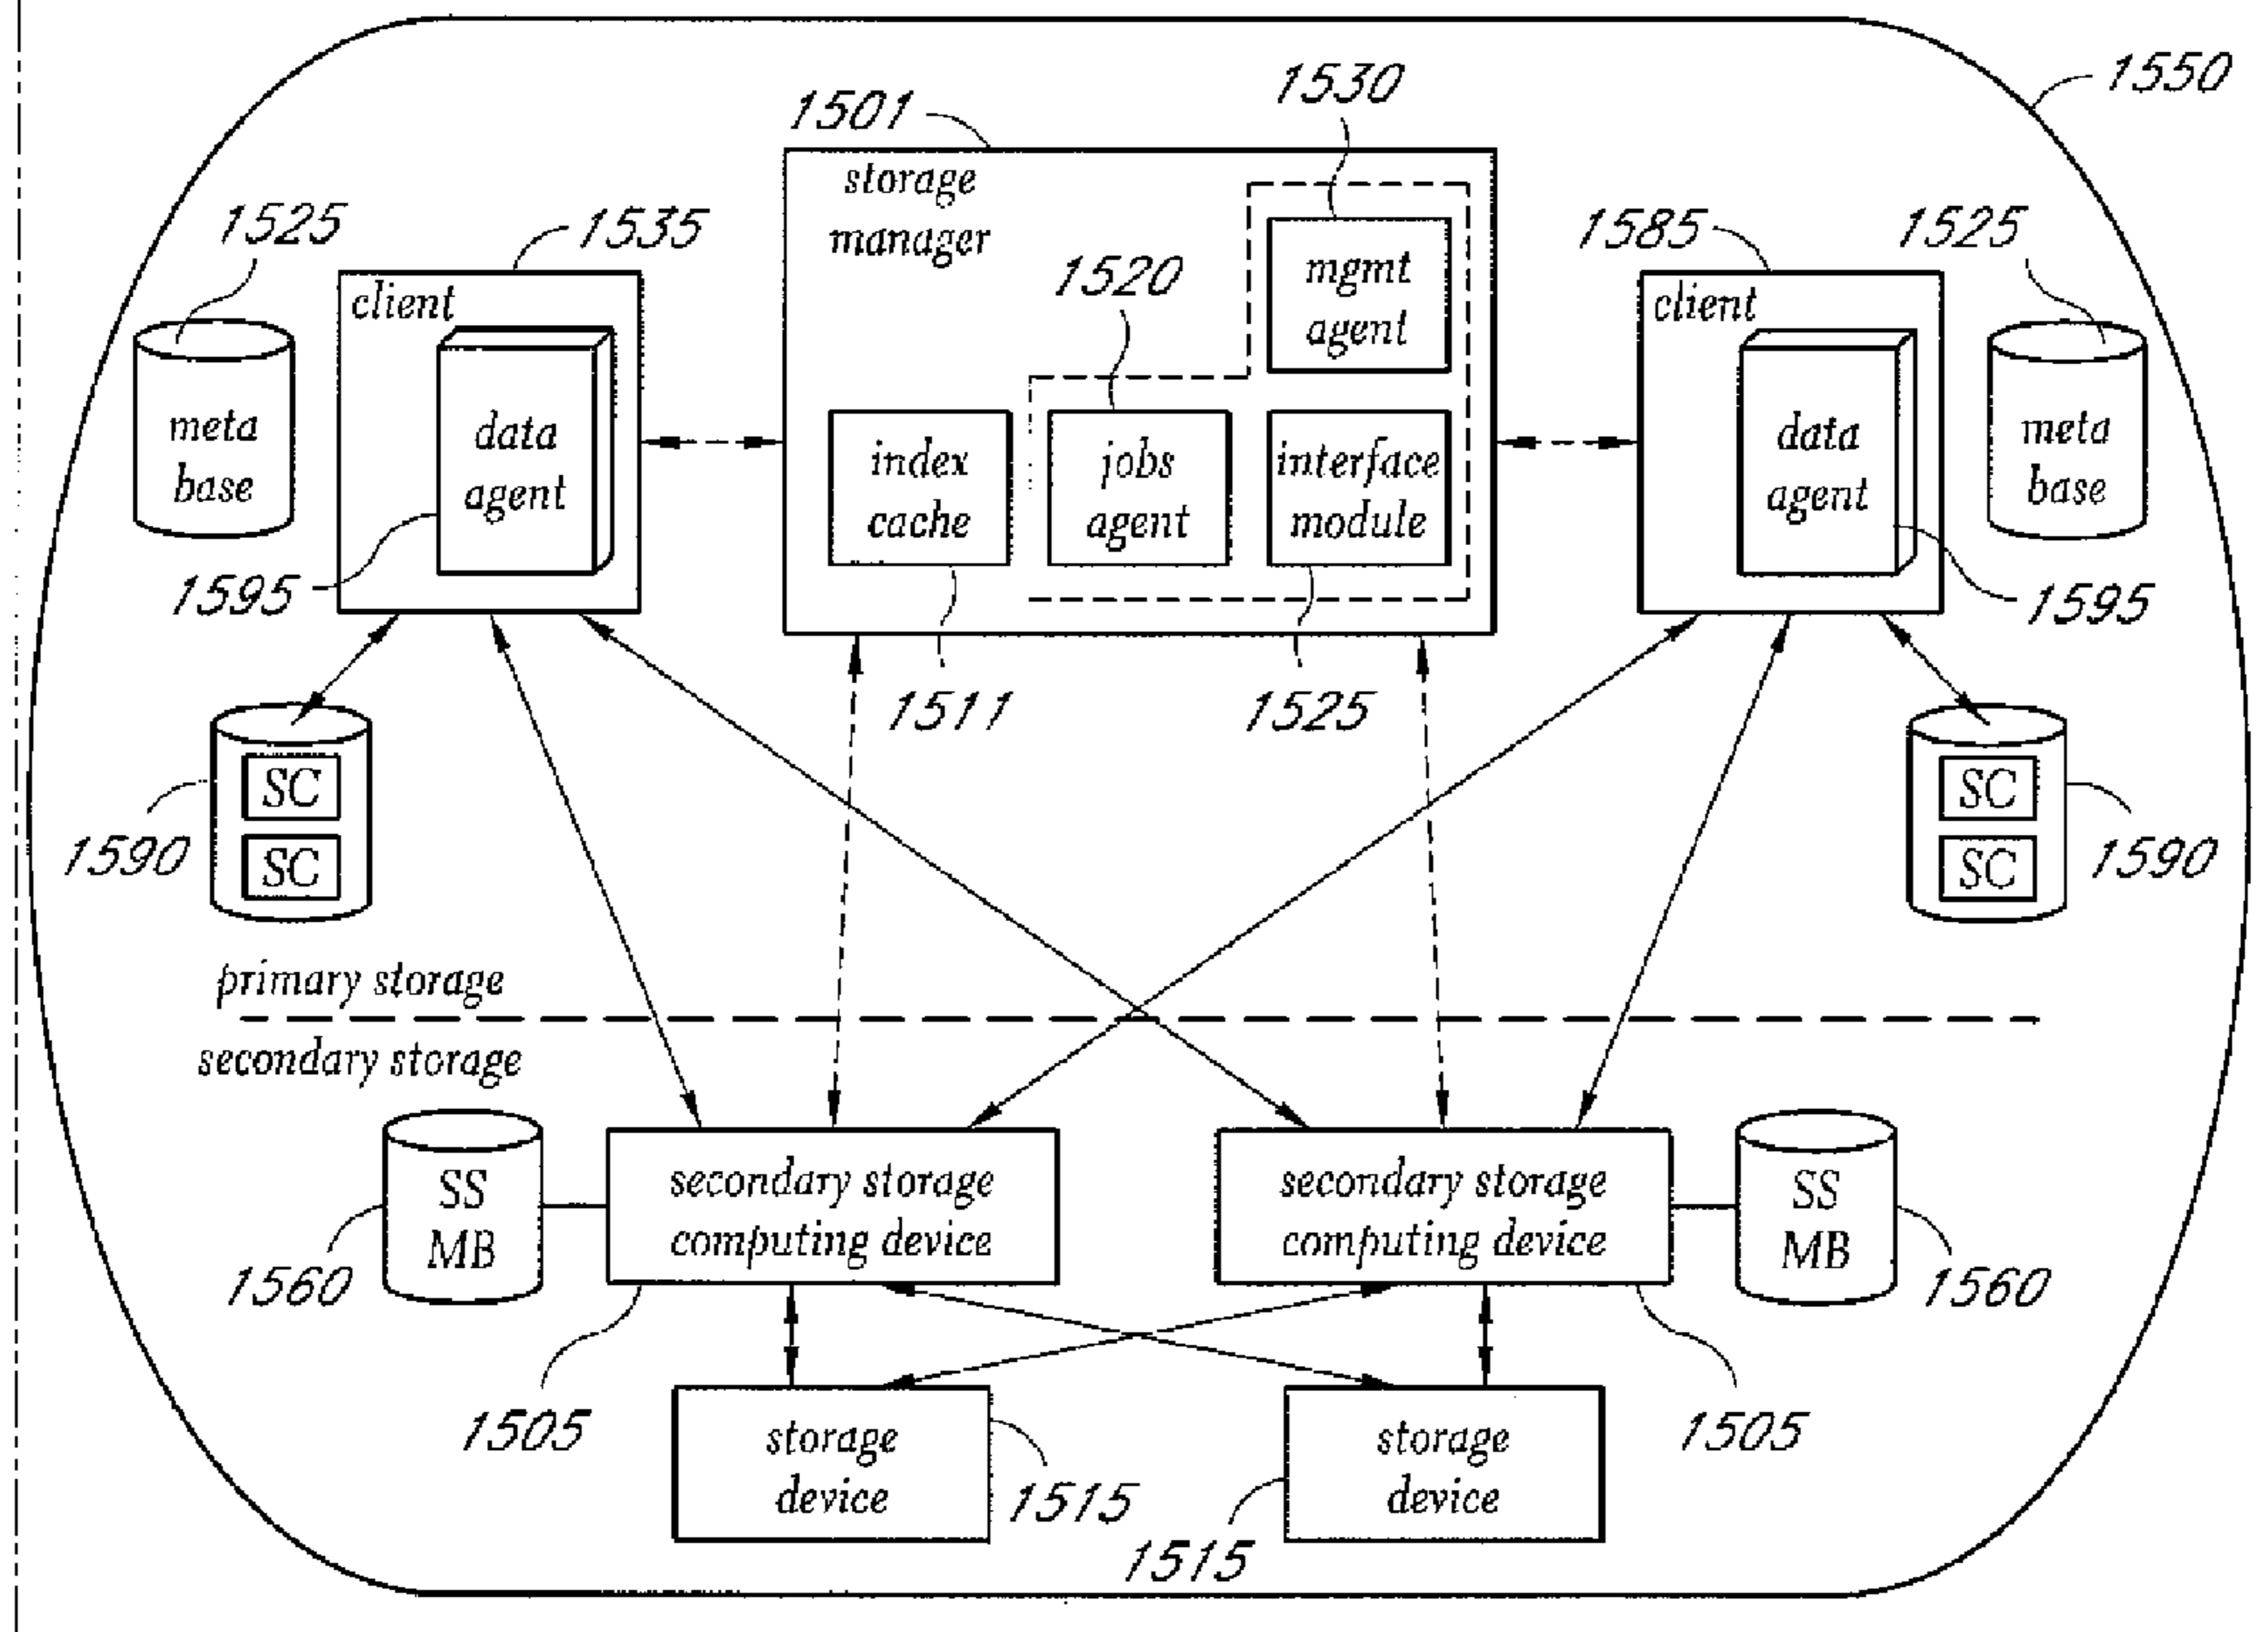 1550
1530
1501
storage
manager
1525
1535
1585
1525
client
mgmt
agent
1520
client
meta
base
data
agent
index
cache
jobs
agent
interface
module
data
agent
meta
base
1595
1595
1511
1525
SC
SC
1590
SC
SC
1590
primary storage
secondary storage
SS
MB
secondary storage
computing device
secondary storage
computing device
SS
MB
1560
1560
1505
1505
storage
device
storage
device
1515
1515